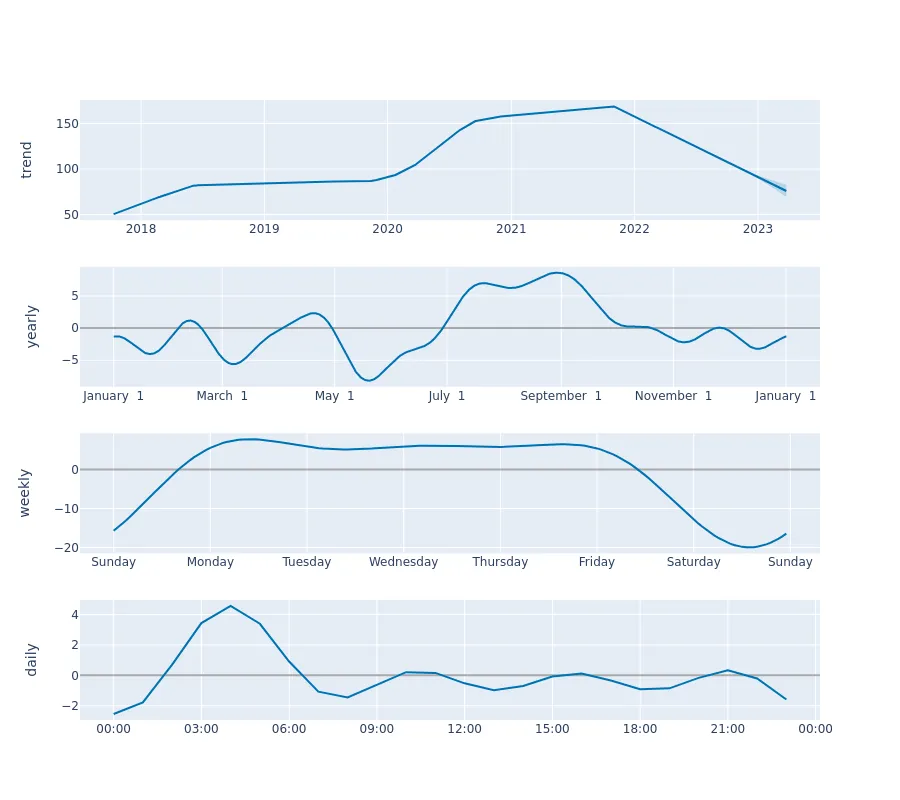 trend
150
100
50
2018 2019 2020 2021 2022 2023
yearly
5
0
−5
January 1 March 1 May 1 July 1 September 1 November 1 January 1
weekly
0
−10
−20
Sunday Monday Tuesday Wednesday Thursday Friday Saturday Sunday
daily
4
2
0
−2
00:00 03:00 06:00 09:00 12:00 15:00 18:00 21:00 00:00